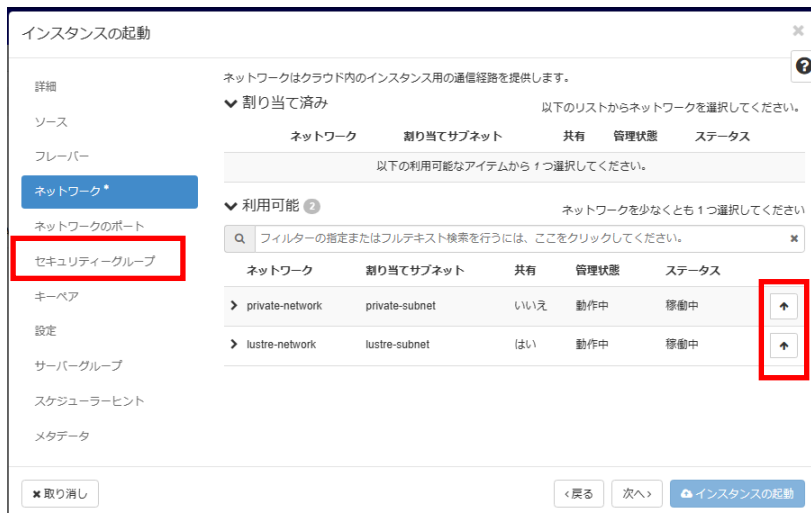 インスタンスの起動
詳細
ソース
フレーバー
ネットワーク *
ネットワークのポート
セキュリティーグループ
キーペア
設定
サーバーグループ
スケジューラーヒント
メタデータ
ネットワークはクラウド内のインスタンス用の通信経路を提供します。
割り当て済み 以下のリストからネットワークを選択してください。
ネットワーク 割り当てサブネット 共有 管理状態 ステータス
以下の利用可能なアイテムから 1 つ選択してください。
利用可能 2 ネットワークを少なくとも 1 つ選択してください
フィルターの指定またはフルテキスト検索を行うには、ここをクリックしてください。
ネットワーク 割り当てサブネット 共有 管理状態 ステータス
private-network private-subnet いいえ 動作中 稼働中
lustre-network lustre-subnet はい 動作中 稼働中
取り消し ‹戻る 次へ› インスタンスの起動